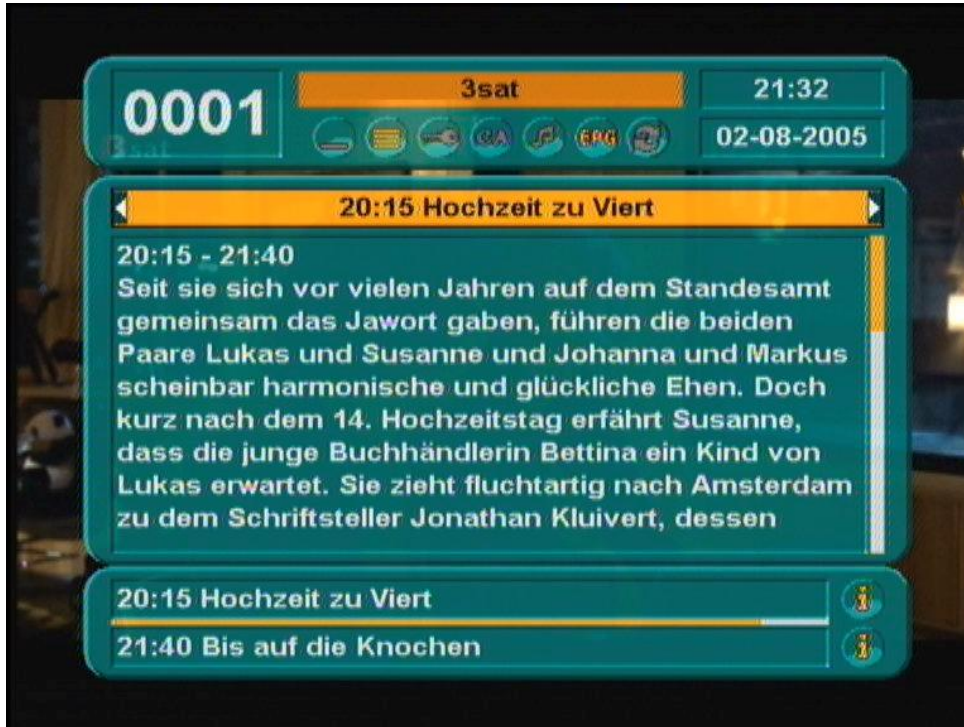 0001
3sat
21:32
CA
EPG
02-08-2005
3sat
20:15 Hochzeit zu Viert
20:15 - 21:40
Seit sie sich vor vielen Jahren auf dem Standesamt
gemeinsam das Jawort gaben, führen die beiden
Paare Lukas und Susanne und Johanna und Markus
scheinbar harmonische und glückliche Ehen. Doch
kurz nach dem 14. Hochzeitstag erfährt Susanne,
dass die junge Buchhändlerin Bettina ein Kind von
Lukas erwartet. Sie zieht fluchtartig nach Amsterdam
zu dem Schriftsteller Jonathan Kluivert, dessen
20:15 Hochzeit zu Viert
i
21:40 Bis auf die Knochen
i